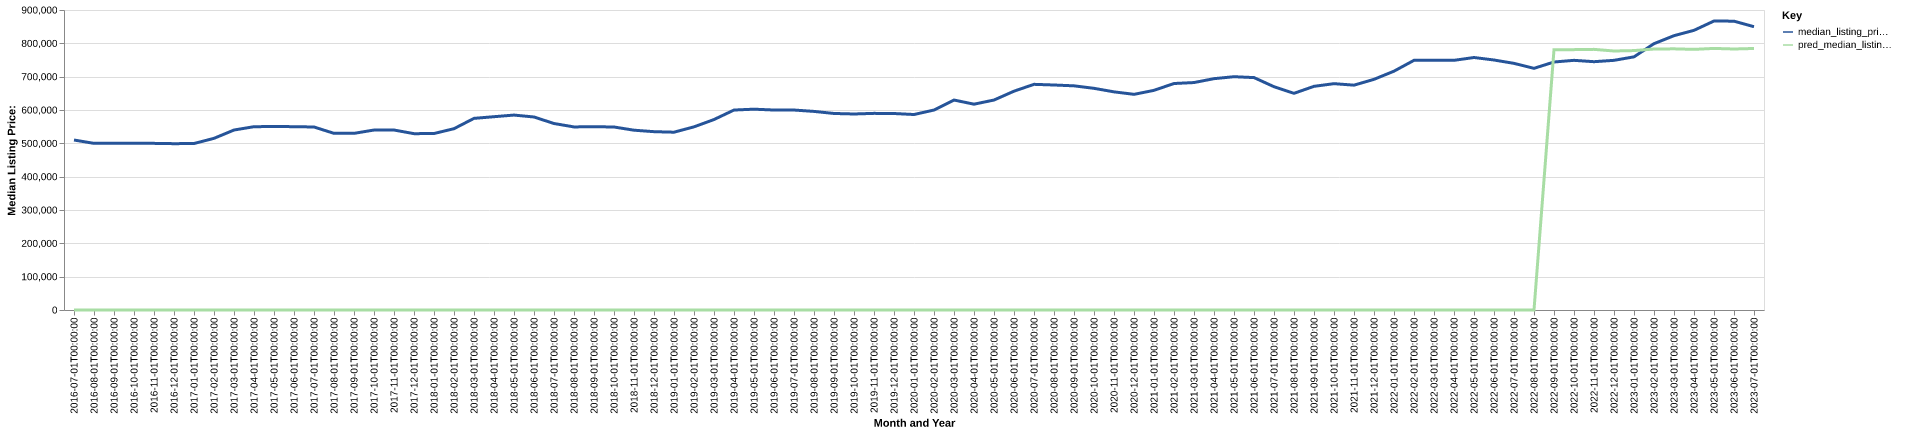 900,000
800,000
700,000
600,000
500,000
400,000
300,000
200,000
100,000
0
Median Listing Price:
2016-07-01T00:00:00
2016-08-01T00:00:00
2016-09-01T00:00:00
2016-10-01T00:00:00
2016-11-01T00:00:00
2016-12-01T00:00:00
2017-01-01T00:00:00
2017-02-01T00:00:00
2017-03-01T00:00:00
2017-04-01T00:00:00
2017-05-01T00:00:00
2017-06-01T00:00:00
2017-07-01T00:00:00
2017-08-01T00:00:00
2017-09-01T00:00:00
2017-10-01T00:00:00
2017-11-01T00:00:00
2017-12-01T00:00:00
2018-01-01T00:00:00
2018-02-01T00:00:00
2018-03-01T00:00:00
2018-04-01T00:00:00
2018-05-01T00:00:00
2018-06-01T00:00:00
2018-07-01T00:00:00
2018-08-01T00:00:00
2018-09-01T00:00:00
2018-10-01T00:00:00
2018-11-01T00:00:00
2018-12-01T00:00:00
2019-01-01T00:00:00
2019-02-01T00:00:00
2019-03-01T00:00:00
2019-04-01T00:00:00
2019-05-01T00:00:00
2019-06-01T00:00:00
2019-07-01T00:00:00
2019-08-01T00:00:00
2019-09-01T00:00:00
2019-10-01T00:00:00
2019-11-01T00:00:00
2019-12-01T00:00:00
2020-01-01T00:00:00
2020-02-01T00:00:00
2020-03-01T00:00:00
2020-04-01T00:00:00
2020-05-01T00:00:00
2020-06-01T00:00:00
2020-07-01T00:00:00
2020-08-01T00:00:00
2020-09-01T00:00:00
2020-10-01T00:00:00
2020-11-01T00:00:00
2020-12-01T00:00:00
2021-01-01T00:00:00
2021-02-01T00:00:00
2021-03-01T00:00:00
2021-04-01T00:00:00
2021-05-01T00:00:00
2021-06-01T00:00:00
2021-07-01T00:00:00
2021-08-01T00:00:00
2021-09-01T00:00:00
2021-10-01T00:00:00
2021-11-01T00:00:00
2021-12-01T00:00:00
2022-01-01T00:00:00
2022-02-01T00:00:00
2022-03-01T00:00:00
2022-04-01T00:00:00
2022-05-01T00:00:00
2022-06-01T00:00:00
2022-07-01T00:00:00
2022-08-01T00:00:00
2022-09-01T00:00:00
2022-10-01T00:00:00
2022-11-01T00:00:00
2022-12-01T00:00:00
2023-01-01T00:00:00
2023-02-01T00:00:00
2023-03-01T00:00:00
2023-04-01T00:00:00
2023-05-01T00:00:00
2023-06-01T00:00:00
2023-07-01T00:00:00
Month and Year
Key
median_listing_pri…
pred_median_listin…